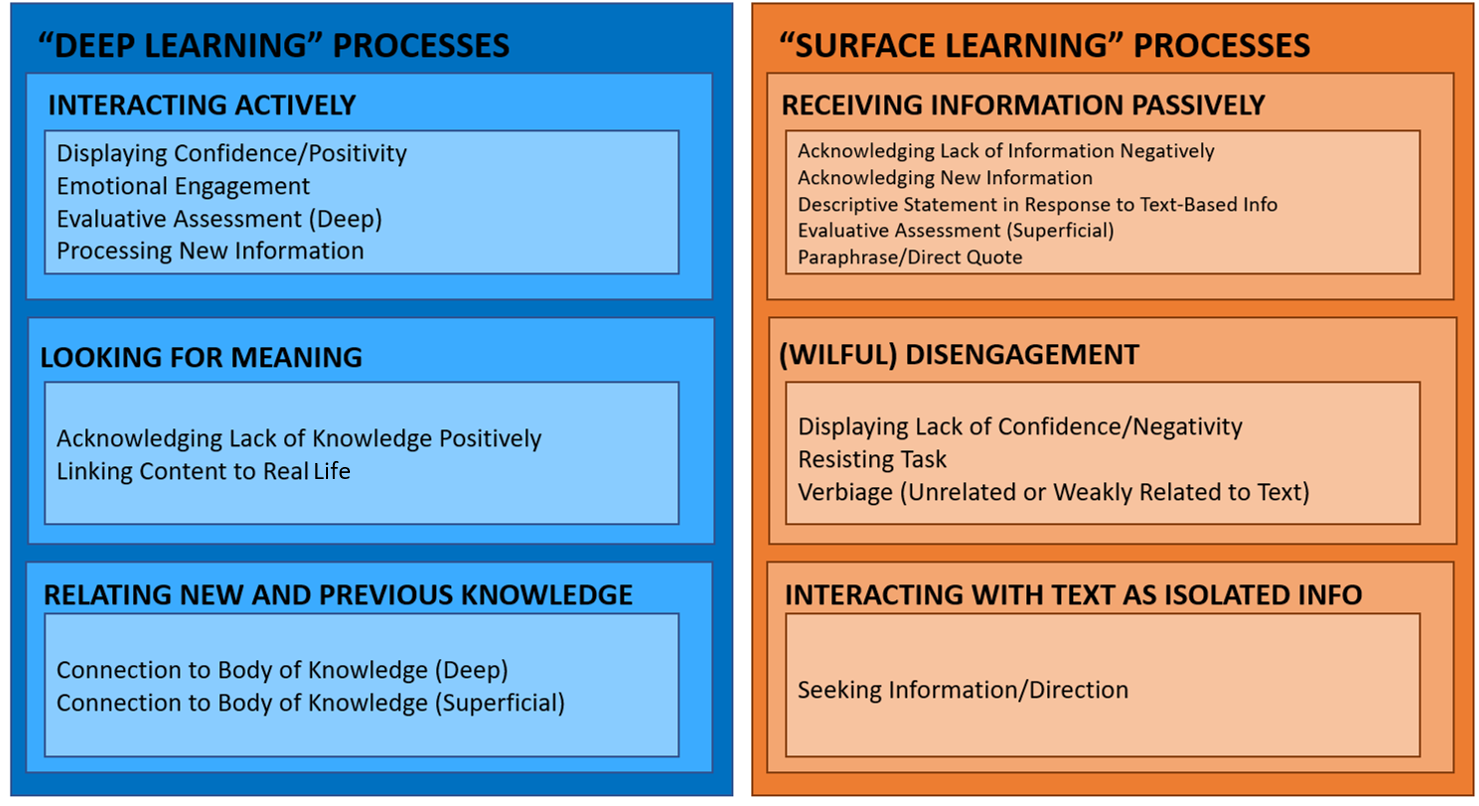 “DEEP LEARNING” PROCESSES
INTERACTING ACTIVELY
Displaying Confidence/Positivity
Emotional Engagement
Evaluative Assessment (Deep)
Processing New Information
LOOKING FOR MEANING
Acknowledging Lack of Knowledge Positively
Linking Content to Real Life
RELATING NEW AND PREVIOUS KNOWLEDGE
Connection to Body of Knowledge (Deep)
Connection to Body of Knowledge (Superficial)
“SURFACE LEARNING” PROCESSES
RECEIVING INFORMATION PASSIVELY
Acknowledging Lack of Information Negatively
Acknowledging New Information
Descriptive Statement in Response to Text-Based Info
Evaluative Assessment (Superficial)
Paraphrase/Direct Quote
(WILFUL) DISENGAGEMENT
Displaying Lack of Confidence/Negativity
Resisting Task
Verbiage (Unrelated or Weakly Related to Text)
INTERACTING WITH TEXT AS ISOLATED INFO
Seeking Information/Direction